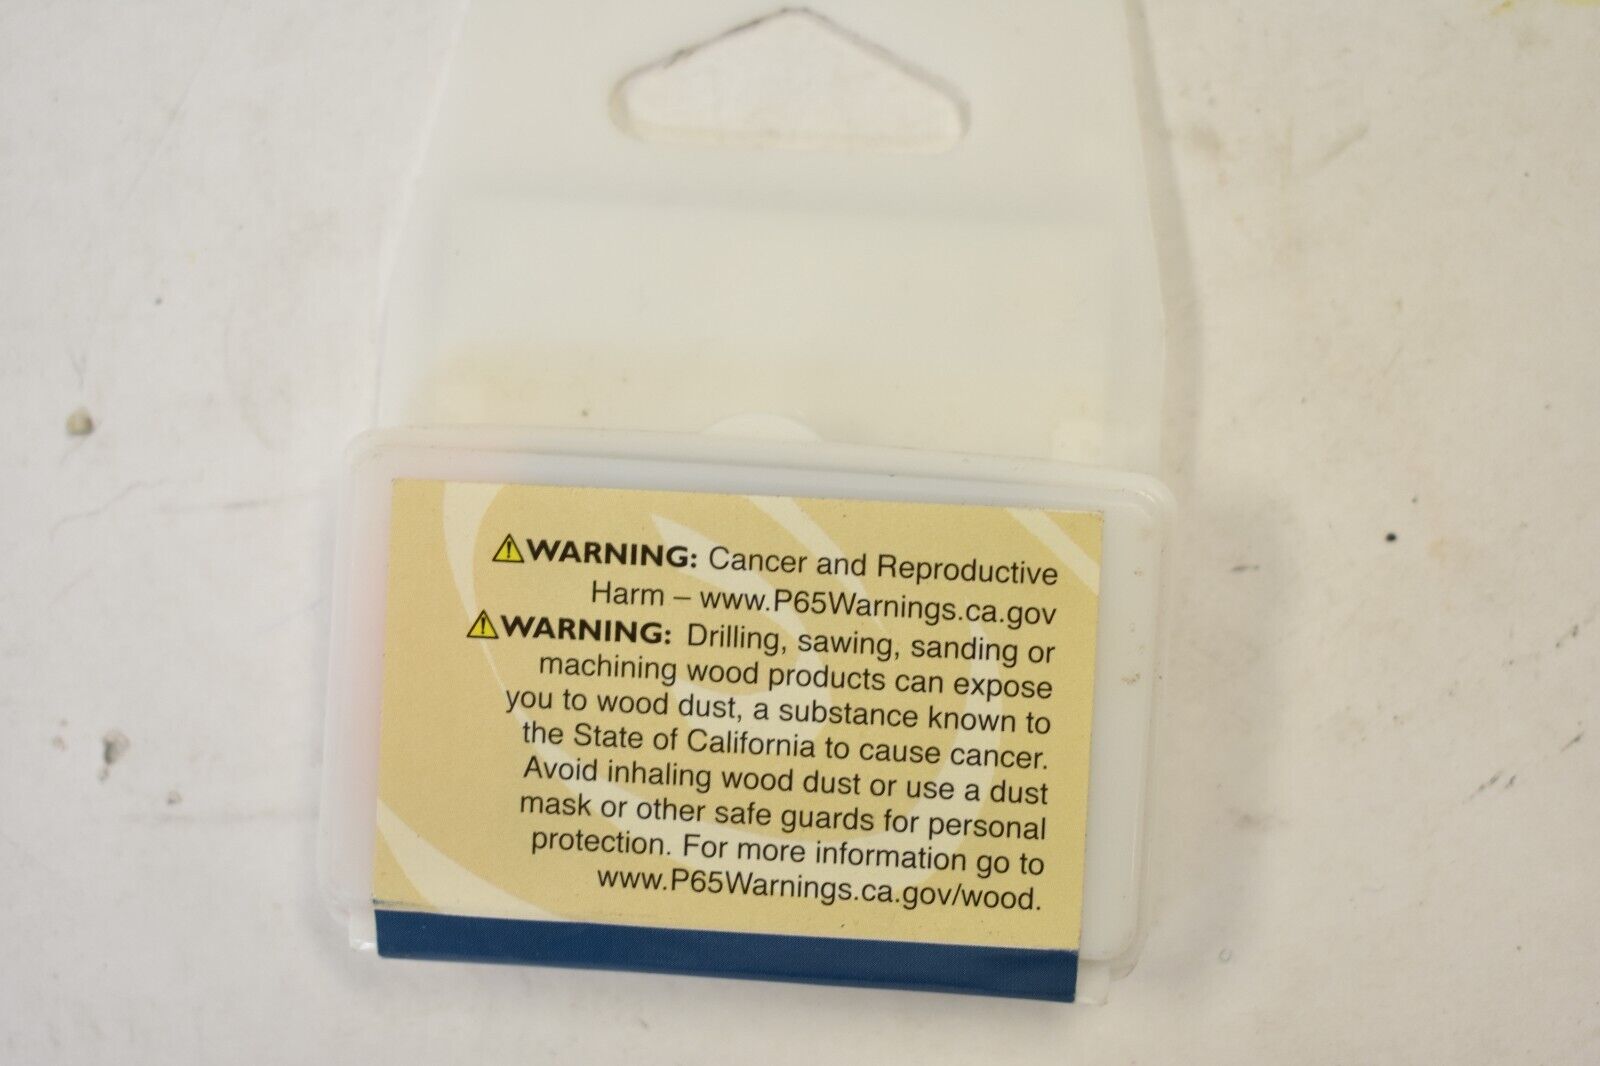 ⚠WARNING: Cancer and Reproductive
Harm – www.P65Warnings.ca.gov
⚠WARNING: Drilling, sawing, sanding or
machining wood products can expose
you to wood dust, a substance known to
the State of California to cause cancer.
Avoid inhaling wood dust or use a dust
mask or other safe guards for personal
protection. For more information go to
www.P65Warnings.ca.gov/wood.